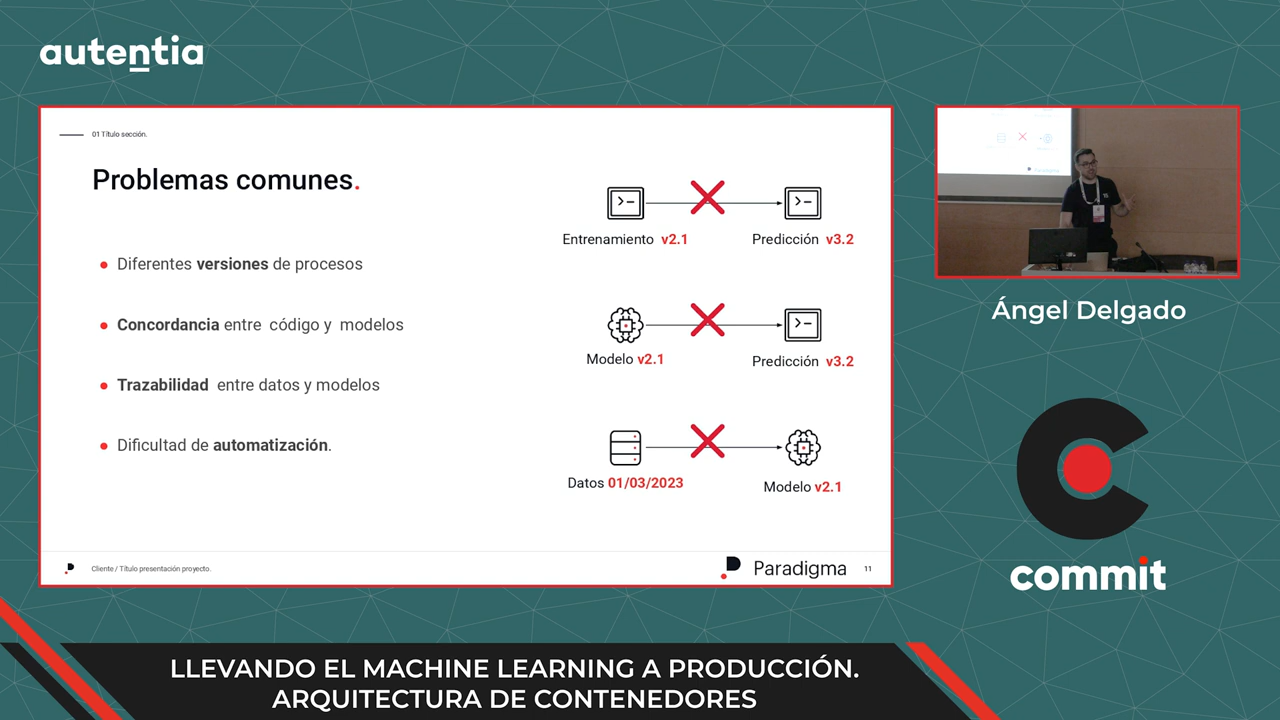 autentia
01 Título sección.
Problemas comunes.
Diferentes versiones de procesos
Concordancia entre código y modelos
Trazabilidad entre datos y modelos
Dificultad de automatización.
Entrenamiento v2.1
Predicción v3.2
Modelo v2.1
Predicción v3.2
Datos 01/03/2023
Modelo v2.1
Cliente / Título presentación proyecto.
Paradigma
11
Ángel Delgado
commit
LLEVANDO EL MACHINE LEARNING A PRODUCCIÓN.
ARQUITECTURA DE CONTENEDORES